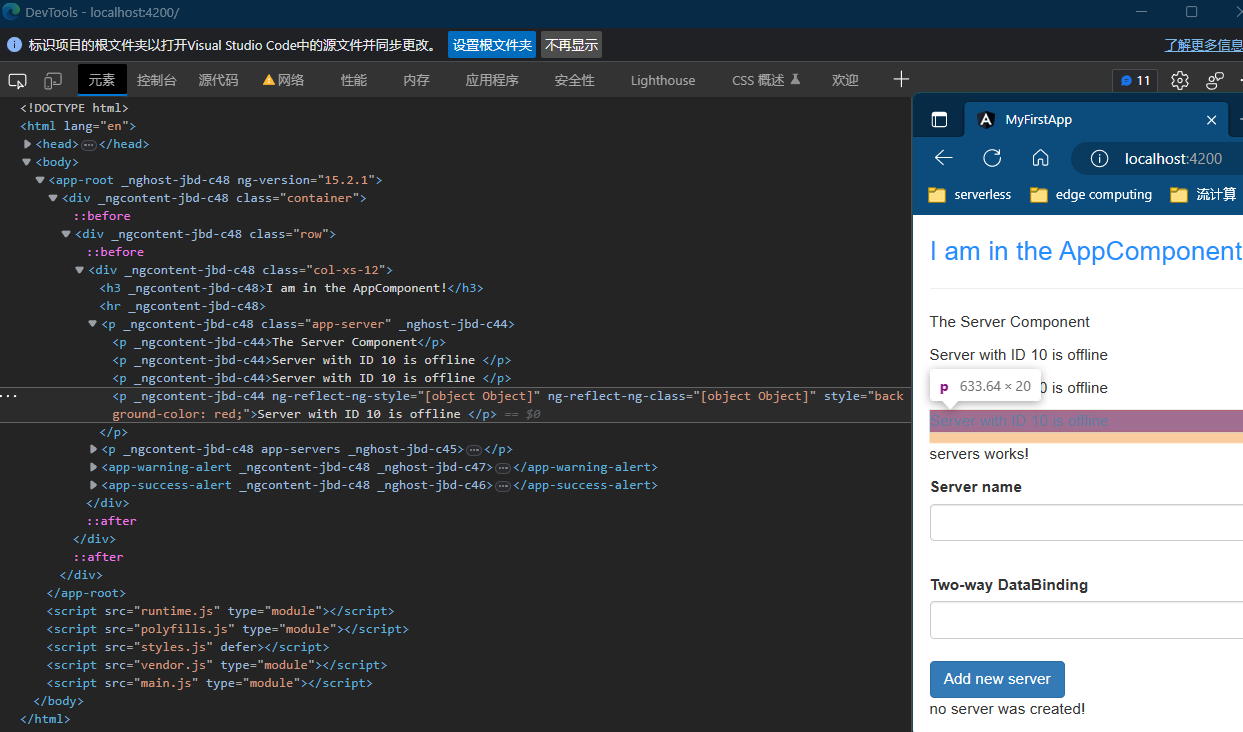 DevTools - localhost:4200/
标识项目的根文件夹以打开Visual Studio Code中的源文件并同步更改。 设置根文件夹 不再显示 了解更多信息
元素 控制台 源代码 网络 性能 内存 应用程序 安全性 Lighthouse CSS 概述 欢迎 11
<!DOCTYPE html>
<html lang="en">
<head>⋯</head>
<body>
<app-root _nghost-jbd-c48 ng-version="15.2.1">
<div _ngcontent-jbd-c48 class="container">
::before
<div _ngcontent-jbd-c48 class="row">
::before
<div _ngcontent-jbd-c48 class="col-xs-12">
<h3 _ngcontent-jbd-c48>I am in the AppComponent!</h3>
<hr _ngcontent-jbd-c48>
<p _ngcontent-jbd-c48 class="app-server" _nghost-jbd-c44>
<p _ngcontent-jbd-c44>The Server Component</p>
<p _ngcontent-jbd-c44>Server with ID 10 is offline </p>
<p _ngcontent-jbd-c44>Server with ID 10 is offline </p>
<p _ngcontent-jbd-c44 ng-reflect-ng-style="[object Object]" ng-reflect-ng-class="[object Object]" style="back
ground-color: red;">Server with ID 10 is offline </p> == $0
</p>
<p _ngcontent-jbd-c48 app-servers _nghost-jbd-c45>⋯</p>
<app-warning-alert _ngcontent-jbd-c48 _nghost-jbd-c47>⋯</app-warning-alert>
<app-success-alert _ngcontent-jbd-c48 _nghost-jbd-c46>⋯</app-success-alert>
</div>
::after
</div>
::after
</div>
</app-root>
<script src="runtime.js" type="module"></script>
<script src="polyfills.js" type="module"></script>
<script src="styles.js" defer></script>
<script src="vendor.js" type="module"></script>
<script src="main.js" type="module"></script>
</body>
</html>
MyFirstApp
localhost:4200
serverless edge computing 流计算
I am in the AppComponent
The Server Component
Server with ID 10 is offline
p 633.64 × 20 0 is offline
Server with ID 10 is offline
servers works!
Server name
Two-way DataBinding
Add new server
no server was created!